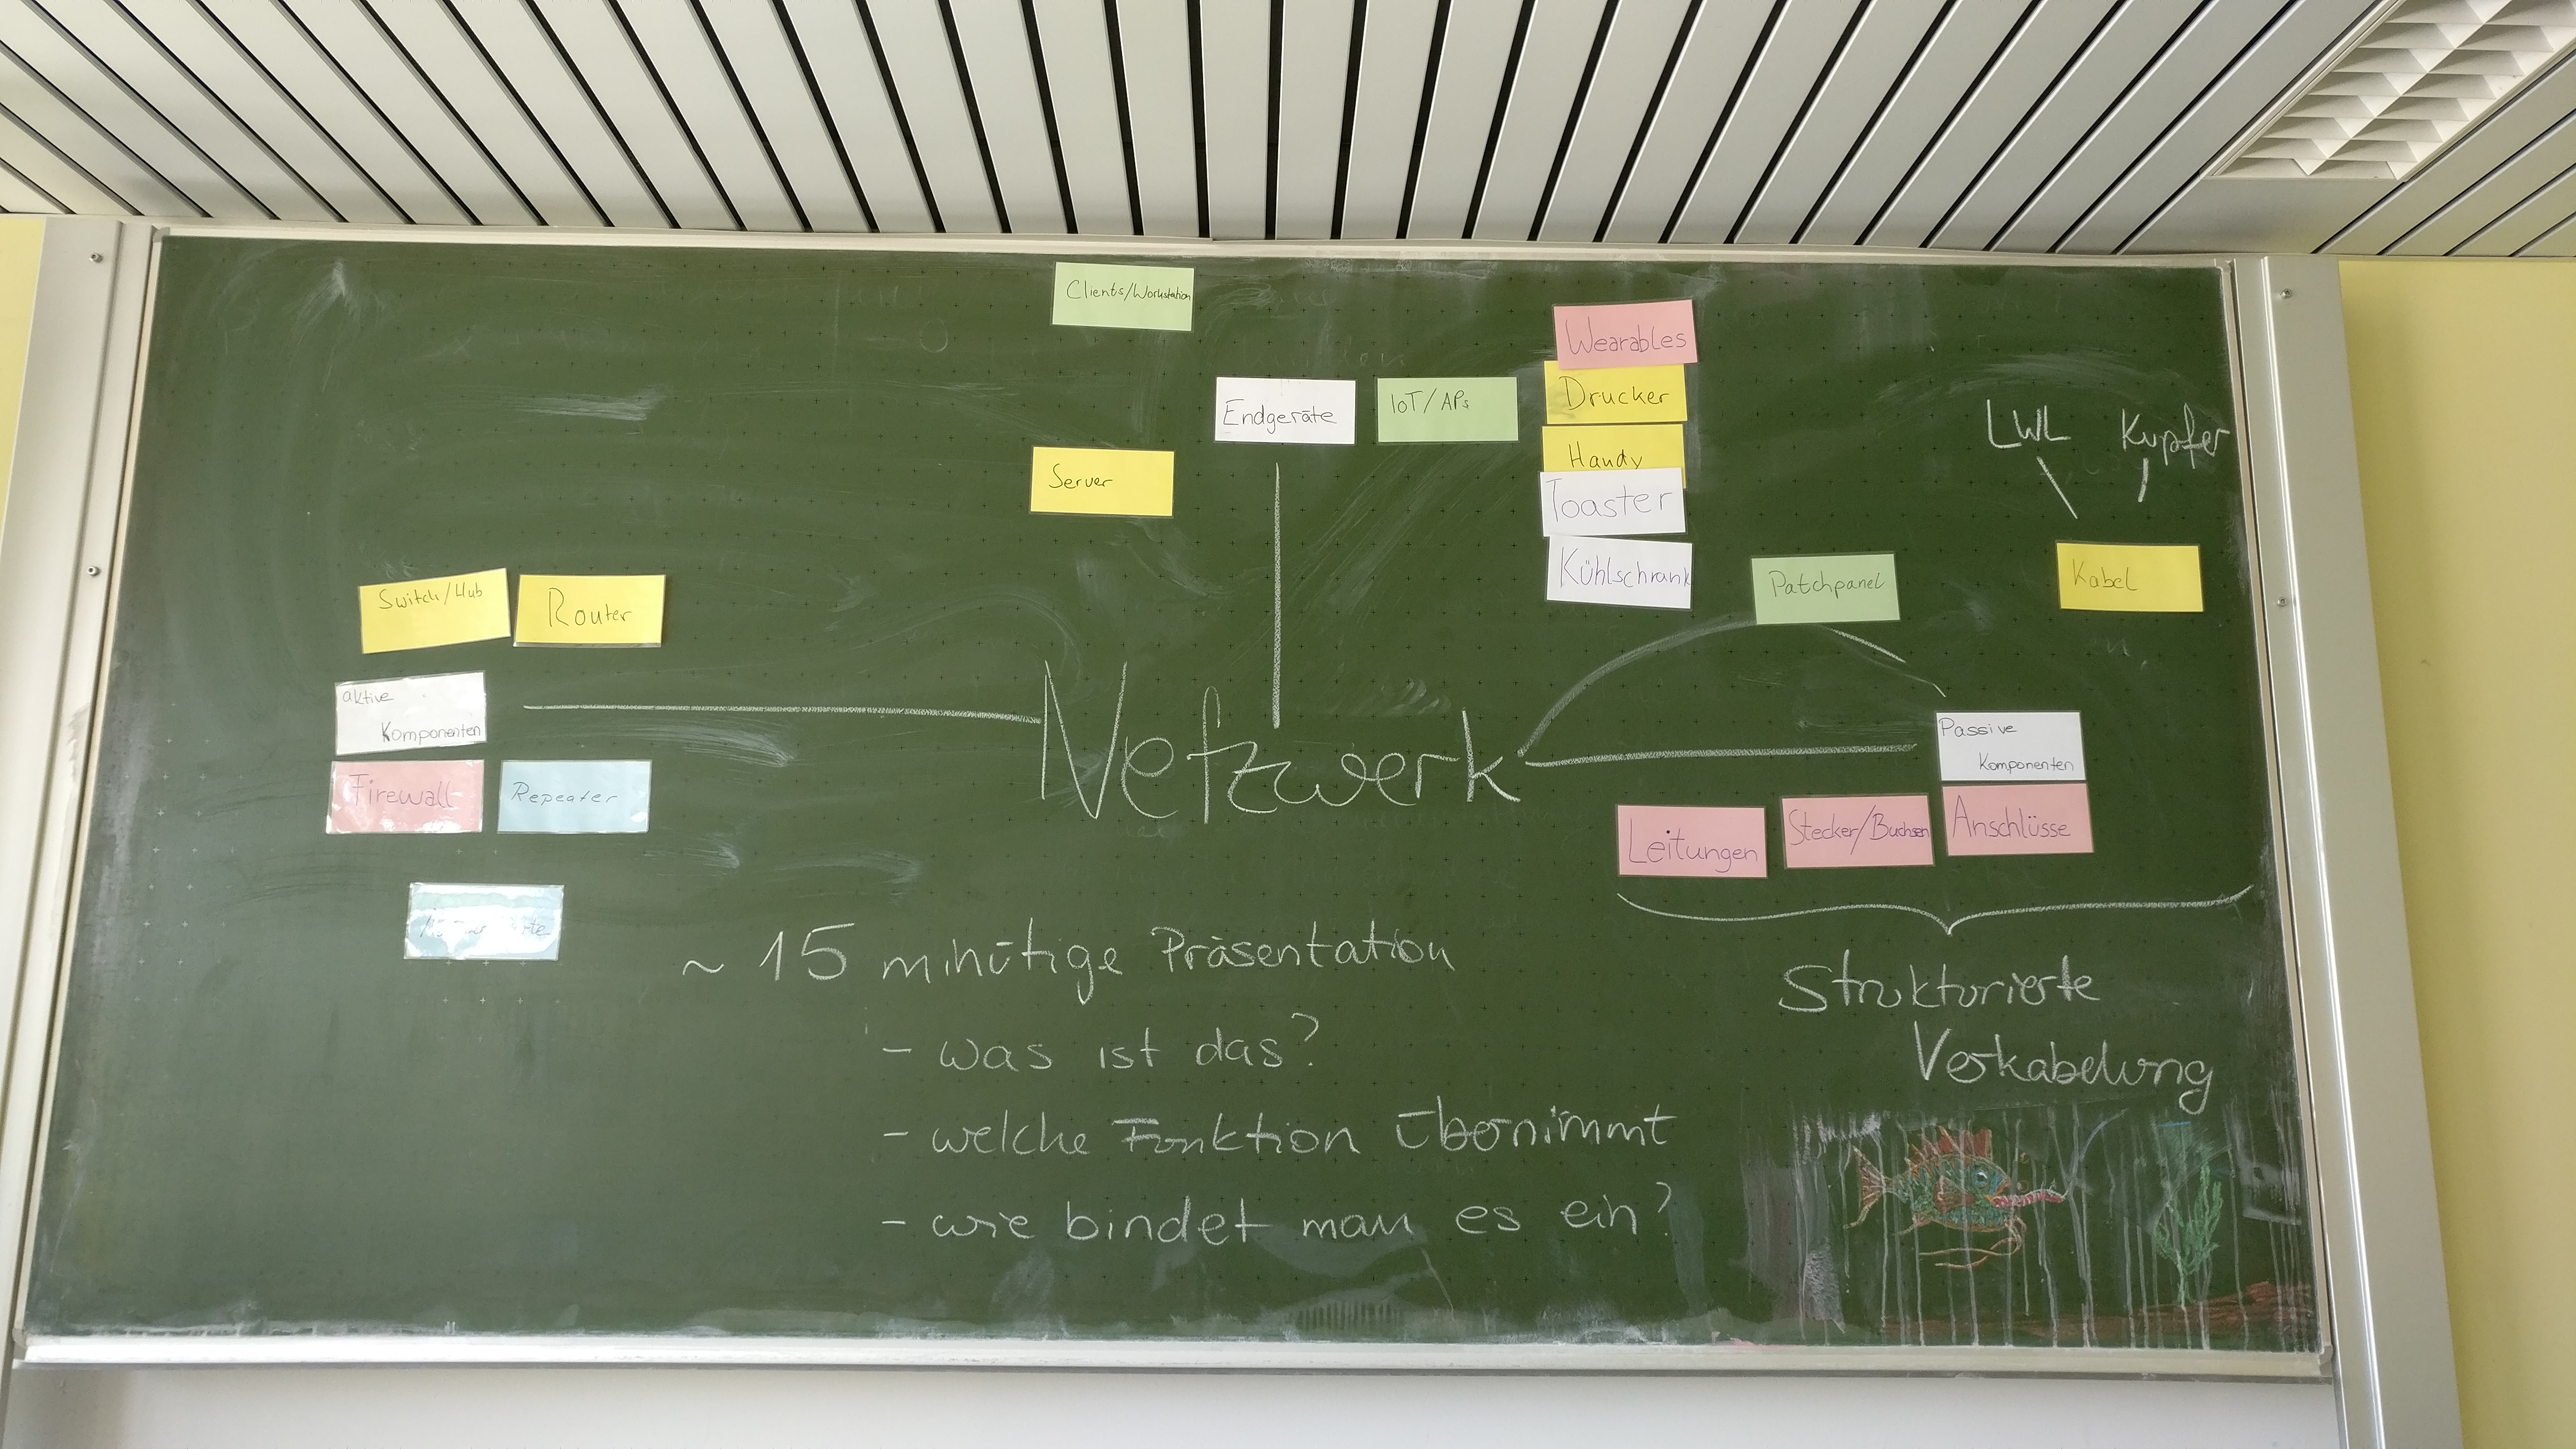 Clients/Workstation
Wearables
Endgeräte
IoT/APs
Drucker
LWL
Kupfer
Server
Handy
Toaster
Kühlschrank
Patchpanel
Kabel
Switch/Hub
Router
aktive
Komponenten
Netzwerk
Passive
Komponenten
Firewall
Repeater
Leitungen
Stecker/Buchsen
Anschlüsse
~ 15 minütige Präsentation
- was ist das?
- welche Funktion übernimmt
- wie bindet man es ein?
Strukturierte
Verkabelung